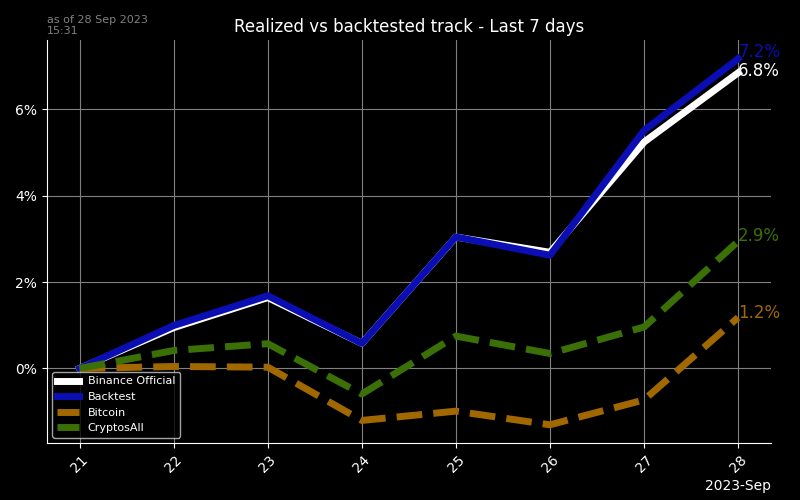 as of 28 Sep 2023
15:31
Realized vs backtested track - Last 7 days
7.2%
6.8%
6%
4%
2.9%
2%
1.2%
0%
Binance Official
Backtest
Bitcoin
CryptosAll
21 22 23 24 25 26 27 28
2023-Sep